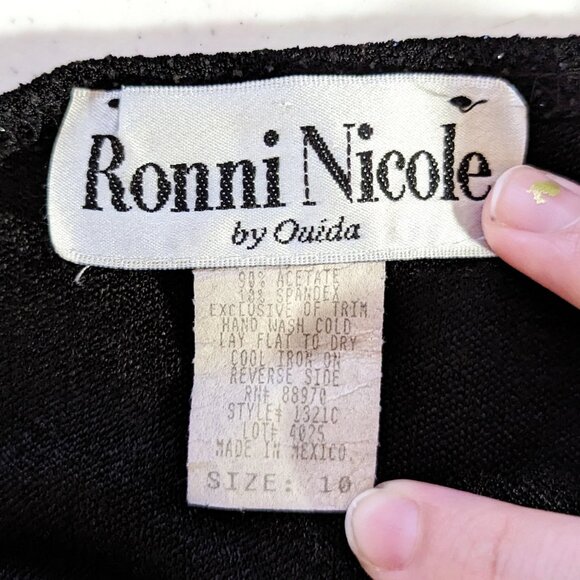 Ronni Nicole
by Ouida
90% ACETATE
10% SPANDEX
EXCLUSIVE OF TRIM
HAND WASH COLD
LAY FLAT TO DRY
COOL IRON ON
REVERSE SIDE
RN# 88970
STYLE# 1321C
LOT# 4025
MADE IN MEXICO.
SIZE: 10